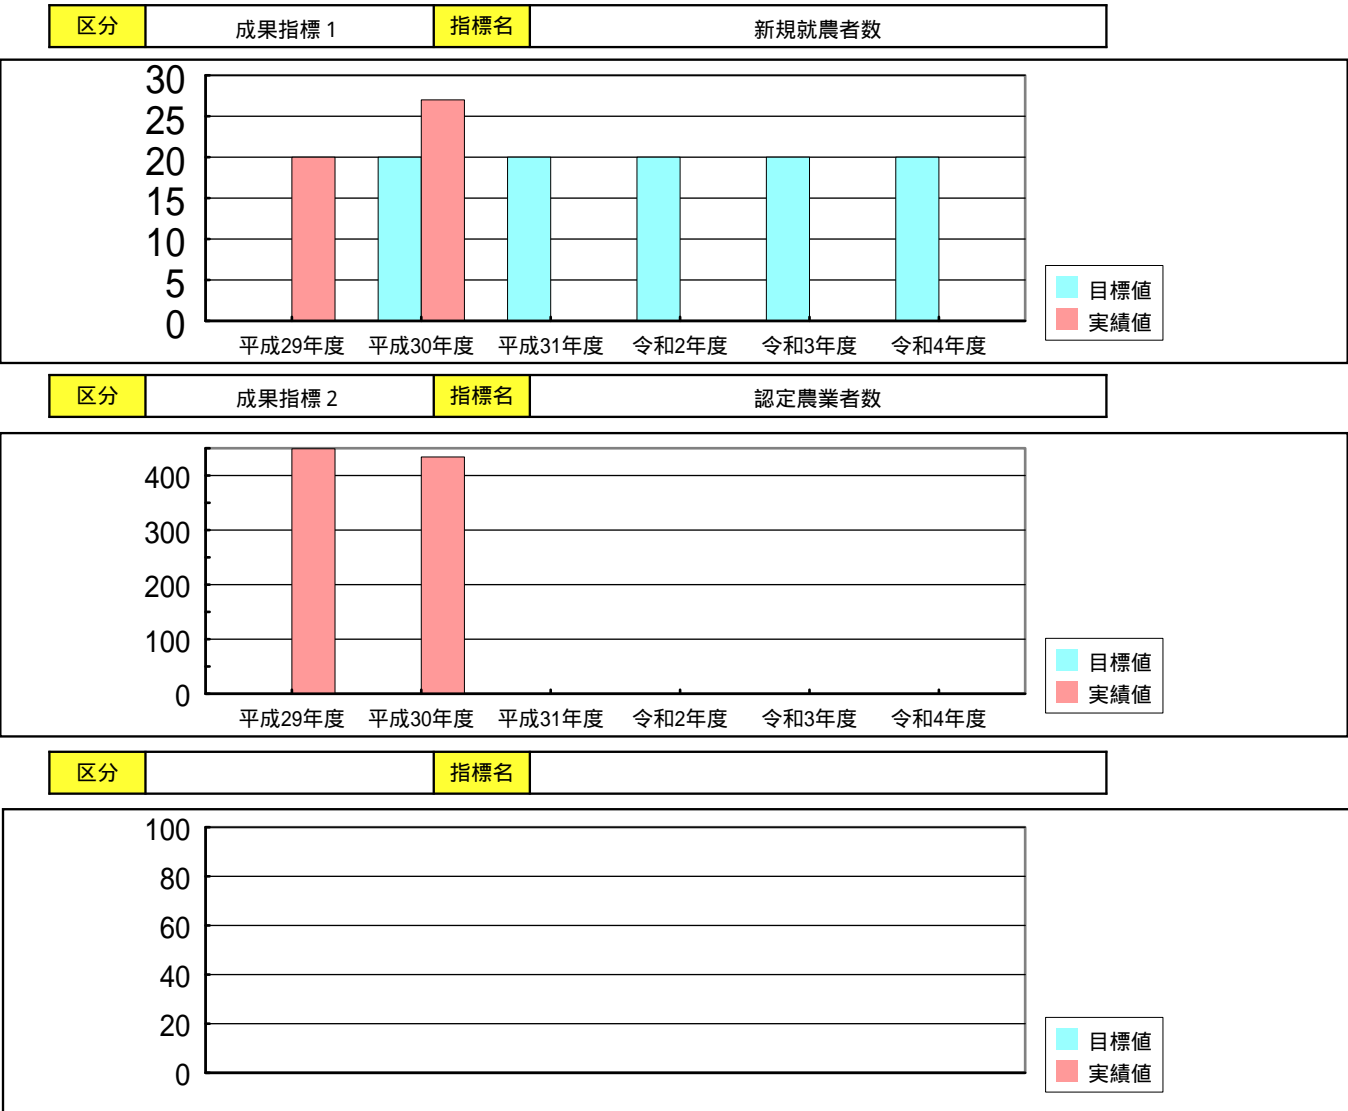 区分 成果指標1 指標名 新規就農者数
30
25
20
15
10
5
0
平成29年度 平成30年度 平成31年度 令和2年度 令和3年度 令和4年度
目標値
実績値
区分 成果指標2 指標名 認定農業者数
400
300
200
100
0
平成29年度 平成30年度 平成31年度 令和2年度 令和3年度 令和4年度
目標値
実績値
区分 指標名
100
80
60
40
20
0
目標値
実績値